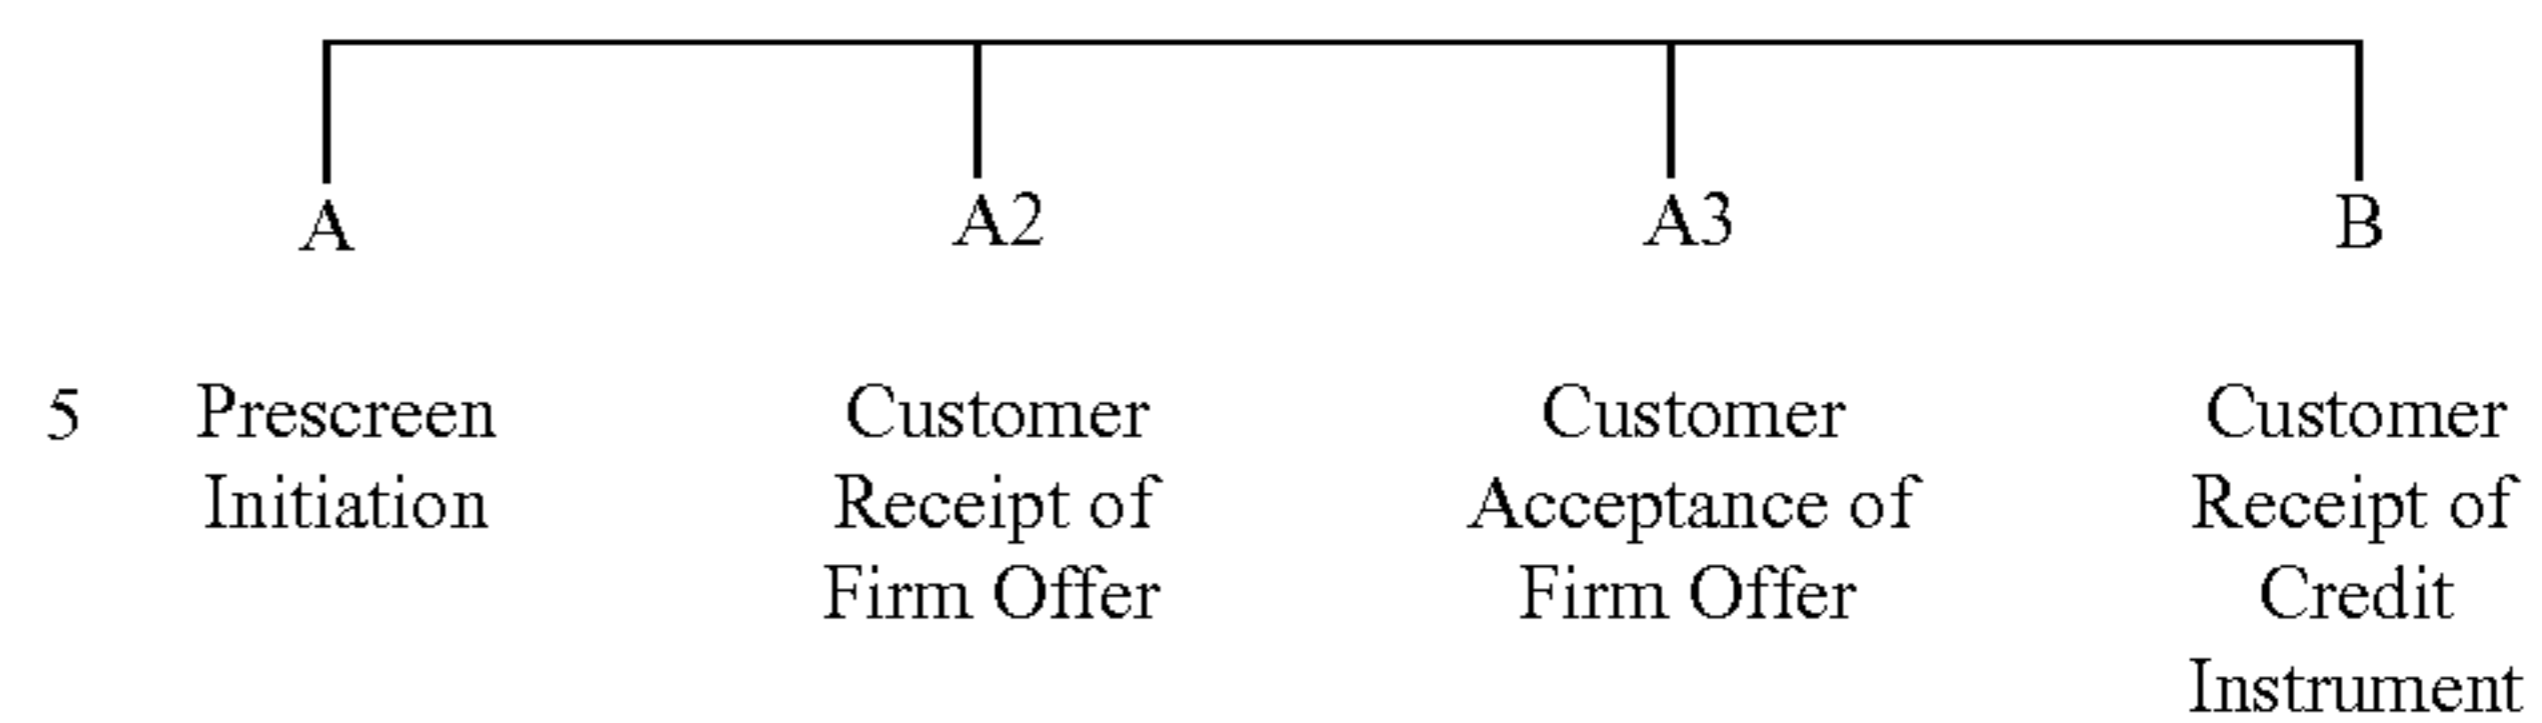 A A2 A3 B
5 Prescreen Customer Customer Customer
Initiation Receipt of Acceptance of Receipt of
Firm Offer Firm Offer Credit
Instrument